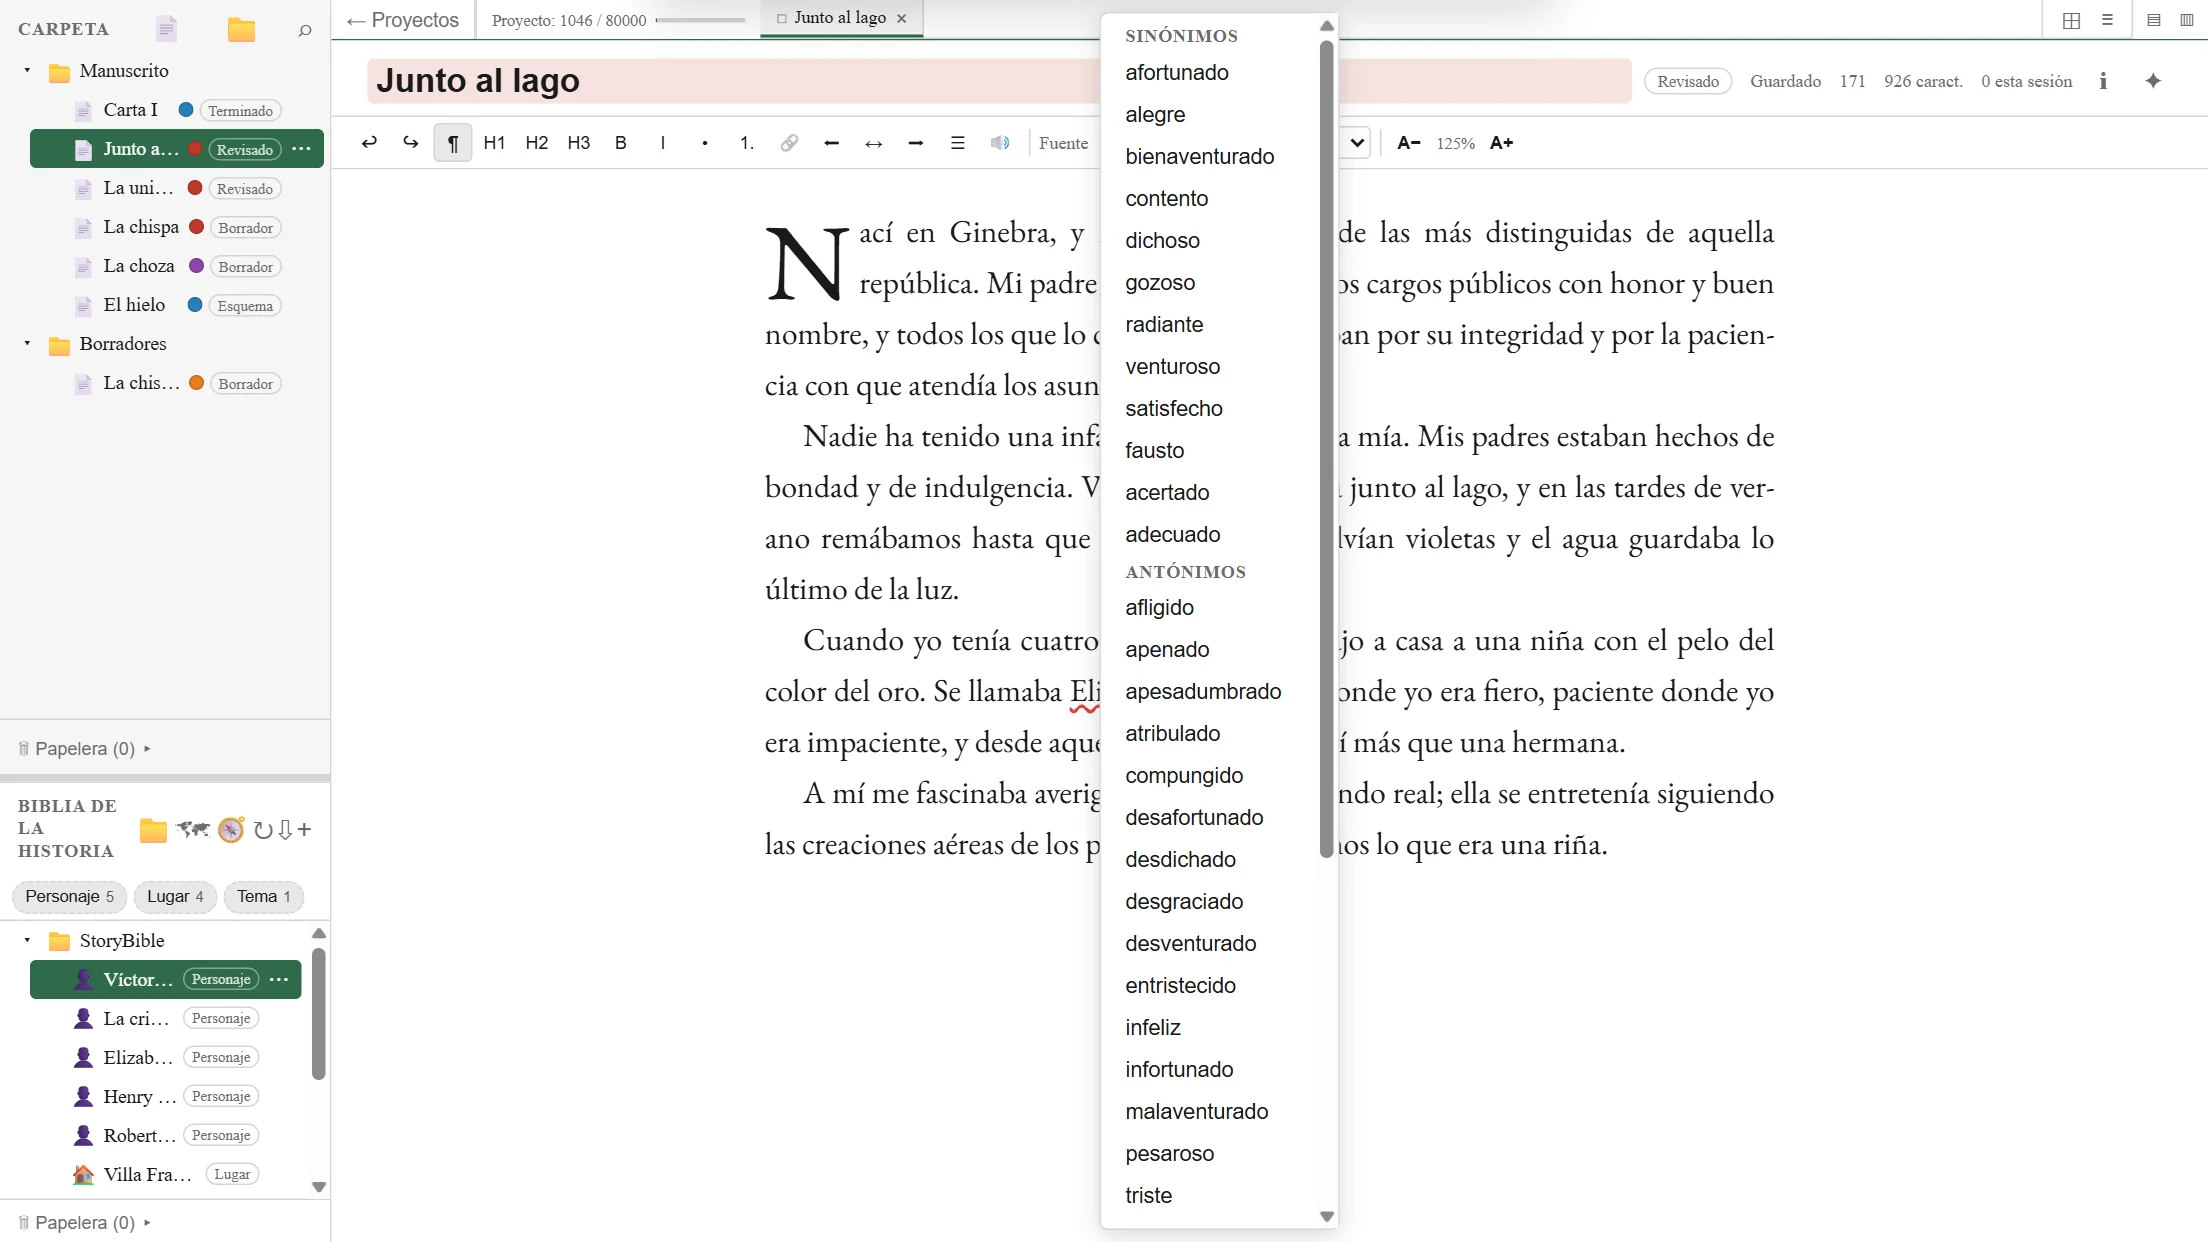 CARPETA
Manuscrito
Carta I Terminado
Junto a... Revisado ...
La uni... Revisado
La chispa Borrador
La choza Borrador
El hielo Esquema
Borradores
La chis... Borrador
Papelera (0)
BIBLIA DE
LA
HISTORIA
Personaje 5 Lugar 4 Tema 1
StoryBible
Víctor... Personaje ...
La cri... Personaje
Elizab... Personaje
Henry ... Personaje
Robert... Personaje
Villa Fra... Lugar
Papelera (0)
← Proyectos Proyecto: 1046 / 80000 Junto al lago ×
Junto al lago
Revisado Guardado 171 926 caract. 0 esta sesión
¶ H1 H2 H3 B I • 1. Fuente A− 125% A+
Nací en Ginebra, y de las más distinguidas de aquella
república. Mi padre os cargos públicos con honor y buen
nombre, y todos los que lo an por su integridad y por la pacien-
cia con que atendía los asun
Nadie ha tenido una infa a mía. Mis padres estaban hechos de
bondad y de indulgencia. V junto al lago, y en las tardes de ver-
ano remábamos hasta que lvían violetas y el agua guardaba lo
último de la luz.
Cuando yo tenía cuatro jo a casa a una niña con el pelo del
color del oro. Se llamaba Eli onde yo era fiero, paciente donde yo
era impaciente, y desde aque í más que una hermana.
A mí me fascinaba averig ndo real; ella se entretenía siguiendo
las creaciones aéreas de los p nos lo que era una riña.
SINÓNIMOS
afortunado
alegre
bienaventurado
contento
dichoso
gozoso
radiante
venturoso
satisfecho
fausto
acertado
adecuado
ANTÓNIMOS
afligido
apenado
apesadumbrado
atribulado
compungido
desafortunado
desdichado
desgraciado
desventurado
entristecido
infeliz
infortunado
malaventurado
pesaroso
triste